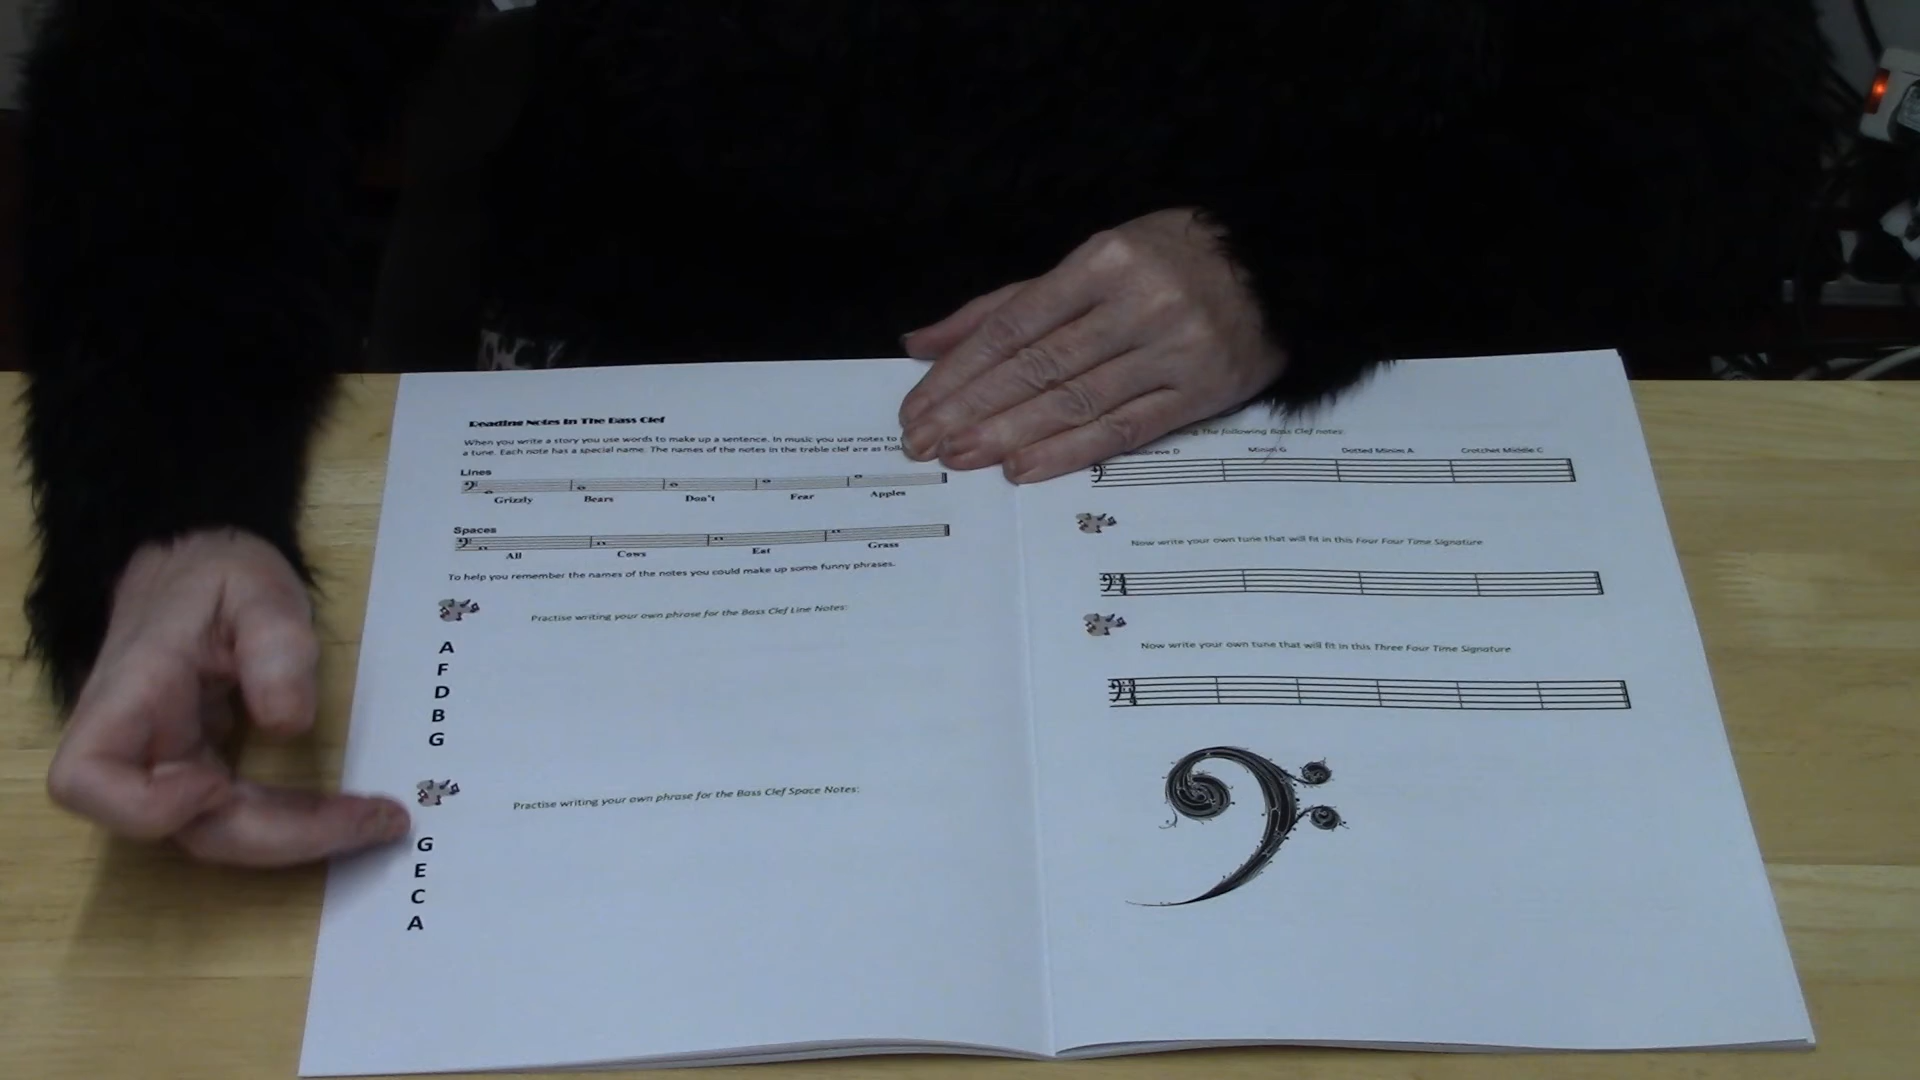 Reading Notes In The Bass Clef
When you write a story you use words to make up a sentence. In music you use notes to
a tune. Each note has a special name. The names of the notes in the treble clef are as
Lines
Grizzly Bears Don't Fear Apples
Spaces
All Cows Eat Grass
To help you remember the names of the notes you could make up some funny phrases.
Practise writing your own phrase for the Bass Clef Line Notes:
A
F
D
B
G
Practise writing your own phrase for the Bass Clef Space Notes:
G
E
C
A
The following Bass Clef notes:
D Minim G Dotted Minim A Crotchet Middle C
Now write your own tune that will fit in this Four Four Time Signature
Now write your own tune that will fit in this Three Four Time Signature